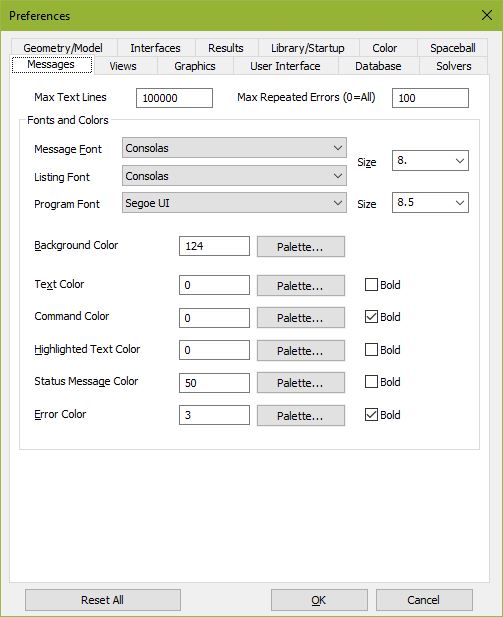 Preferences
Geometry/Model Interfaces Results Library/Startup Color Spaceball
Messages Views Graphics User Interface Database Solvers
Max Text Lines 100000 Max Repeated Errors (0=All) 100
Fonts and Colors
Message Font Consolas Size 8.
Listing Font Consolas
Program Font Segoe UI Size 8.5
Background Color 124 Palette...
Text Color 0 Palette... Bold
Command Color 0 Palette... Bold
Highlighted Text Color 0 Palette... Bold
Status Message Color 50 Palette... Bold
Error Color 3 Palette... Bold
Reset All OK Cancel